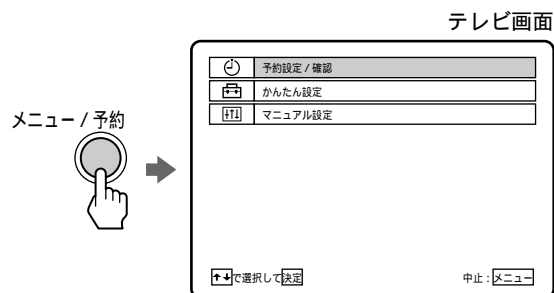 テレビ画面
メニュー / 予約
予約設定 / 確認
かんたん設定
マニュアル設定
↑↓で選択して決定
中止 : メニュー